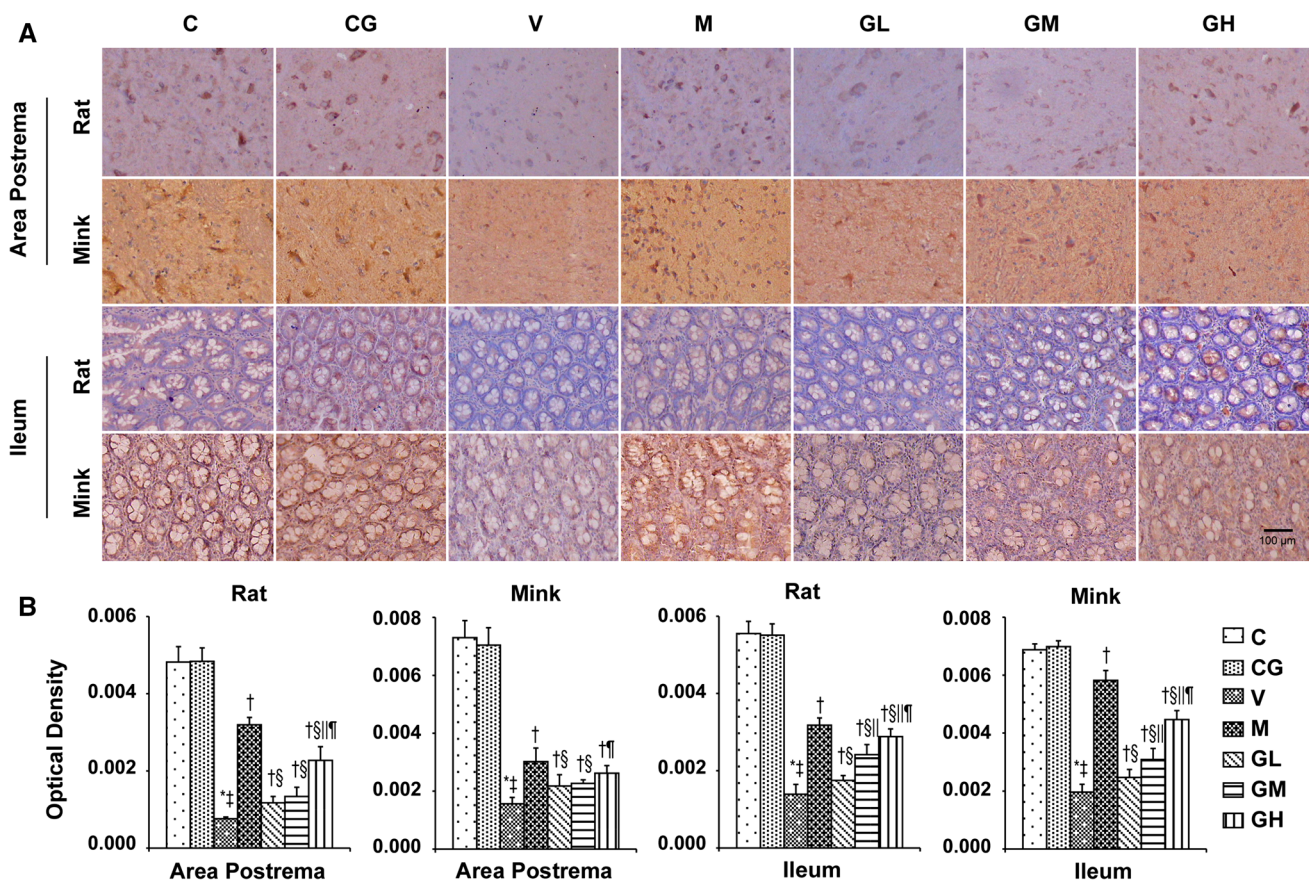 A
C CG V M GL GM GH
Area Postrema
Rat
Mink
Ileum
Rat
Mink
100 μm
B
Rat Mink Rat Mink
Optical Density
0.006
0.004
0.002
0.000
*‡
†
†§
†§
†§||¶
Area Postrema
0.008
0.006
0.004
0.002
0.000
*‡
†
†§
†§
†¶
Area Postrema
0.006
0.004
0.002
0.000
*‡
†
†§
†§||
†§||¶
Ileum
0.008
0.006
0.004
0.002
0.000
*‡
†
†§
†§||
†§||¶
Ileum
C
CG
V
M
GL
GM
GH